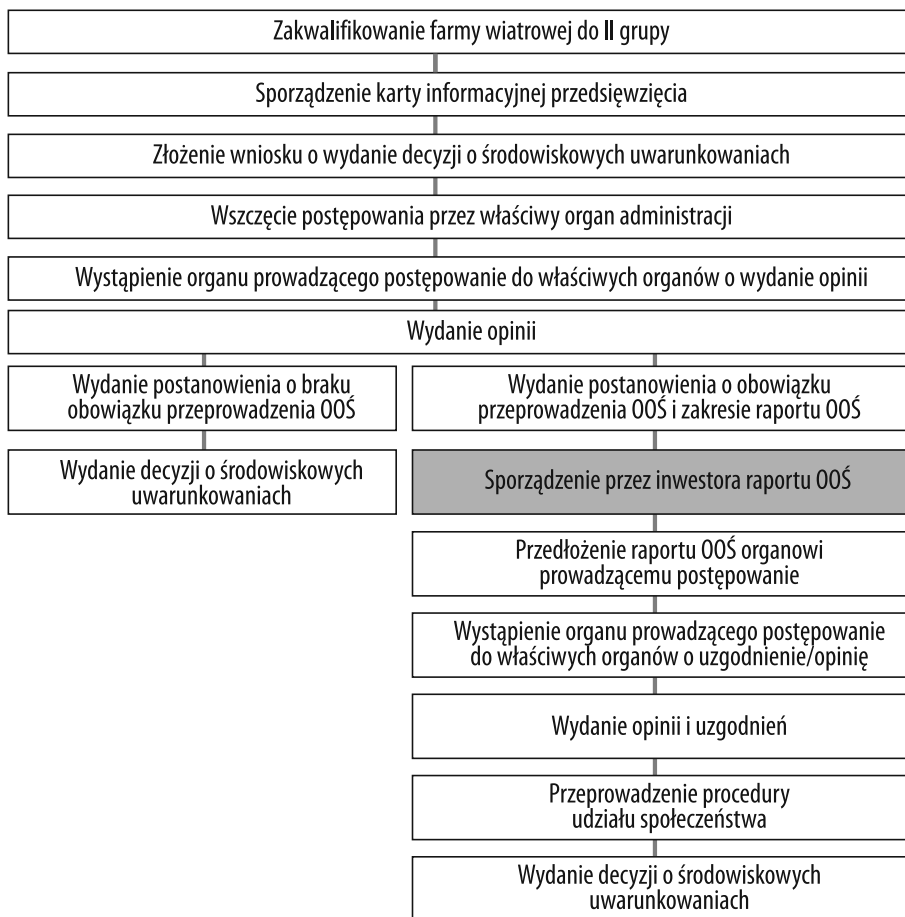 Zakwalifikowanie farmy wiatrowej do II grupy
Sporządzenie karty informacyjnej przedsięwzięcia
Złożenie wniosku o wydanie decyzji o środowiskowych uwarunkowaniach
Wszczęcie postępowania przez właściwy organ administracji
Wystąpienie organu prowadzącego postępowanie do właściwych organów o wydanie opinii
Wydanie opinii
Wydanie postanowienia o braku
obowiązku przeprowadzenia OOŚ
Wydanie decyzji o środowiskowych
uwarunkowaniach
Wydanie postanowienia o obowiązku
przeprowadzenia OOŚ i zakresie raportu OOŚ
Sporządzenie przez inwestora raportu OOŚ
Przedłożenie raportu OOŚ organowi
prowadzącemu postępowanie
Wystąpienie organu prowadzącego postępowanie
do właściwych organów o uzgodnienie/opinię
Wydanie opinii i uzgodnień
Przeprowadzenie procedury
udziału społeczeństwa
Wydanie decyzji o środowiskowych
uwarunkowaniach